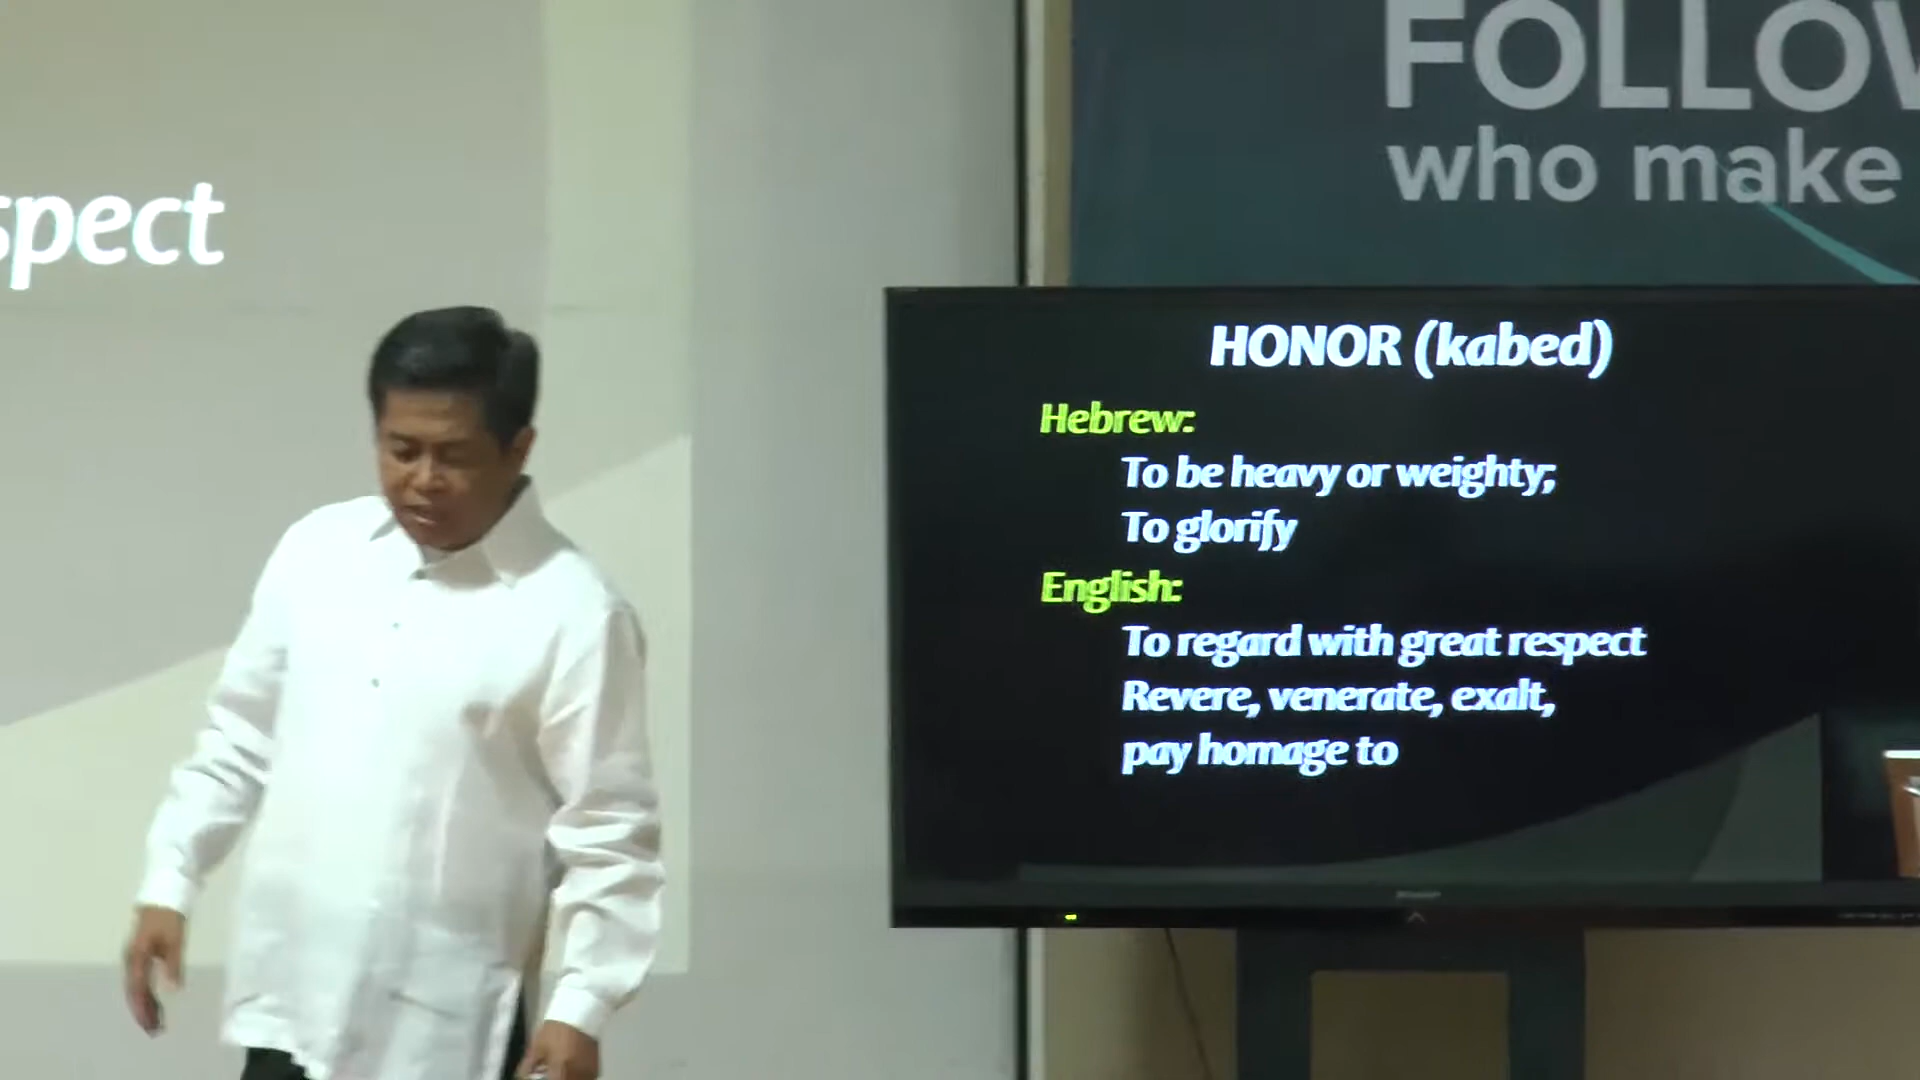 FOLLOW
who make
spect
HONOR (kabed)
Hebrew:
To be heavy or weighty;
To glorify
English:
To regard with great respect
Revere, venerate, exalt,
pay homage to